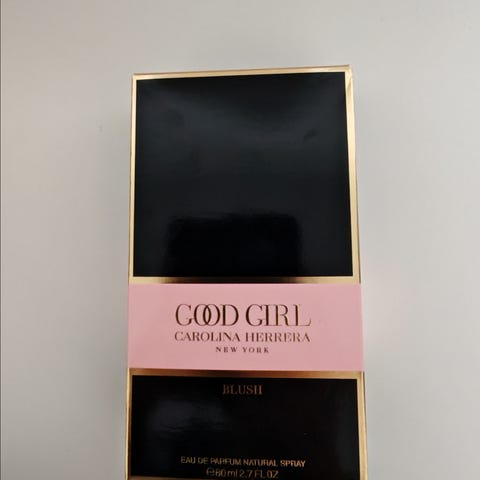 GOOD GIRL
CAROLINA HERRERA
NEW YORK
BLUSH
EAU DE PARFUM NATURAL SPRAY
℮80 ml 2.7 FL OZ